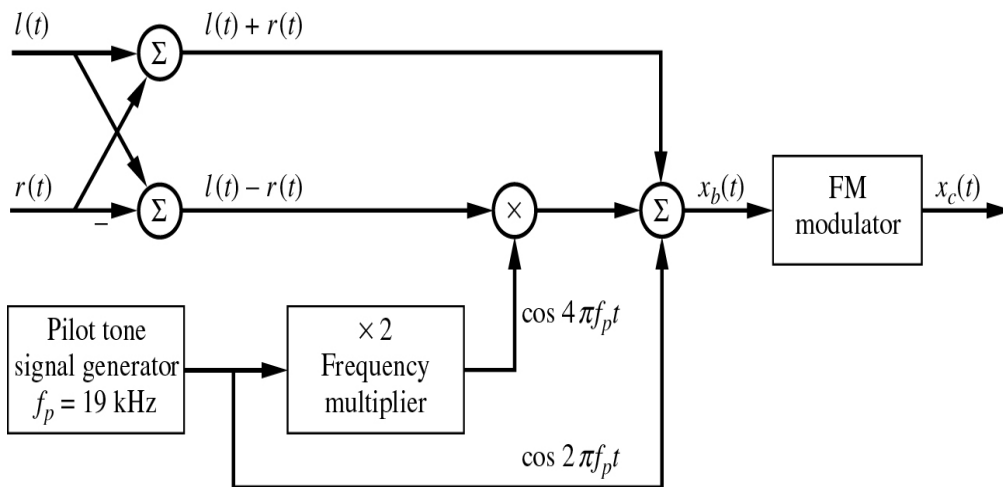 l(t)
Σ
l(t) + r(t)
r(t)
−
Σ
l(t) − r(t)
×
Σ
x_b(t)
FM
modulator
x_c(t)
Pilot tone
signal generator
f_p = 19 kHz
× 2
Frequency
multiplier
cos 4πf_pt
cos 2πf_pt